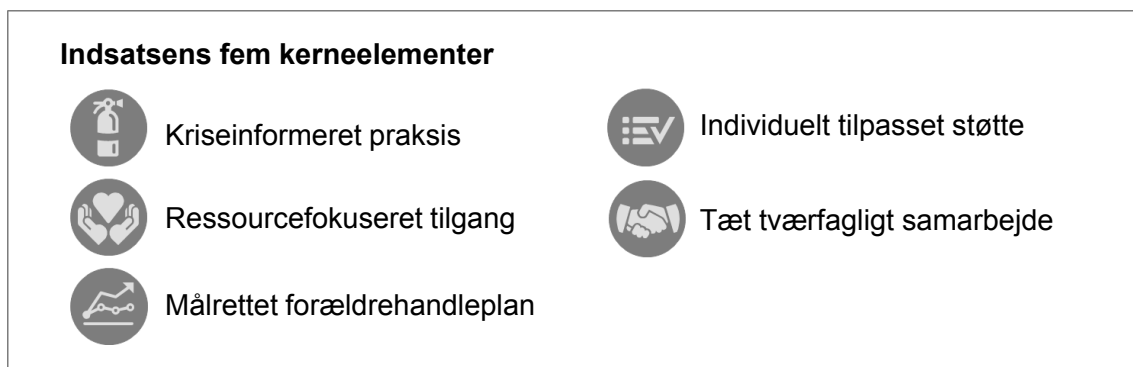 Indsatsens fem kerneelementer
Kriseinformeret praksis
Ressourcefokuseret tilgang
Målrettet forældrehandleplan
Individuelt tilpasset støtte
Tæt tværfagligt samarbejde